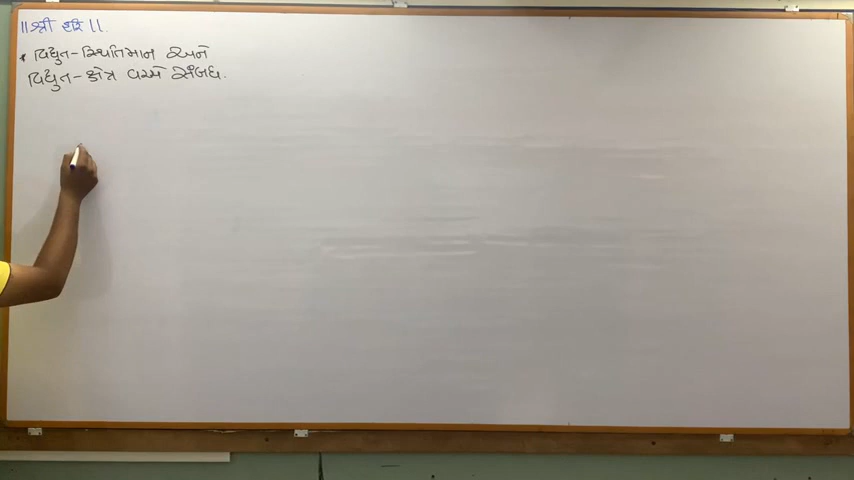 ॥ શ્રી હરિ ॥.
* વિદ્યુત-સ્થિતિમાન અને
વિદ્યુત-ક્ષેત્ર વચ્ચે સંબંધ.